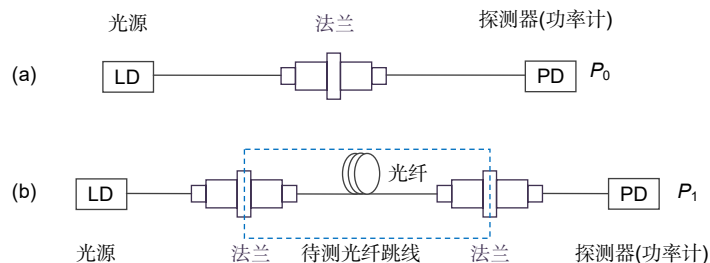 光源 法兰 探测器(功率计)
(a) LD PD P₀
光纤
(b) LD PD P₁
光源 法兰 待测光纤跳线 法兰 探测器(功率计)